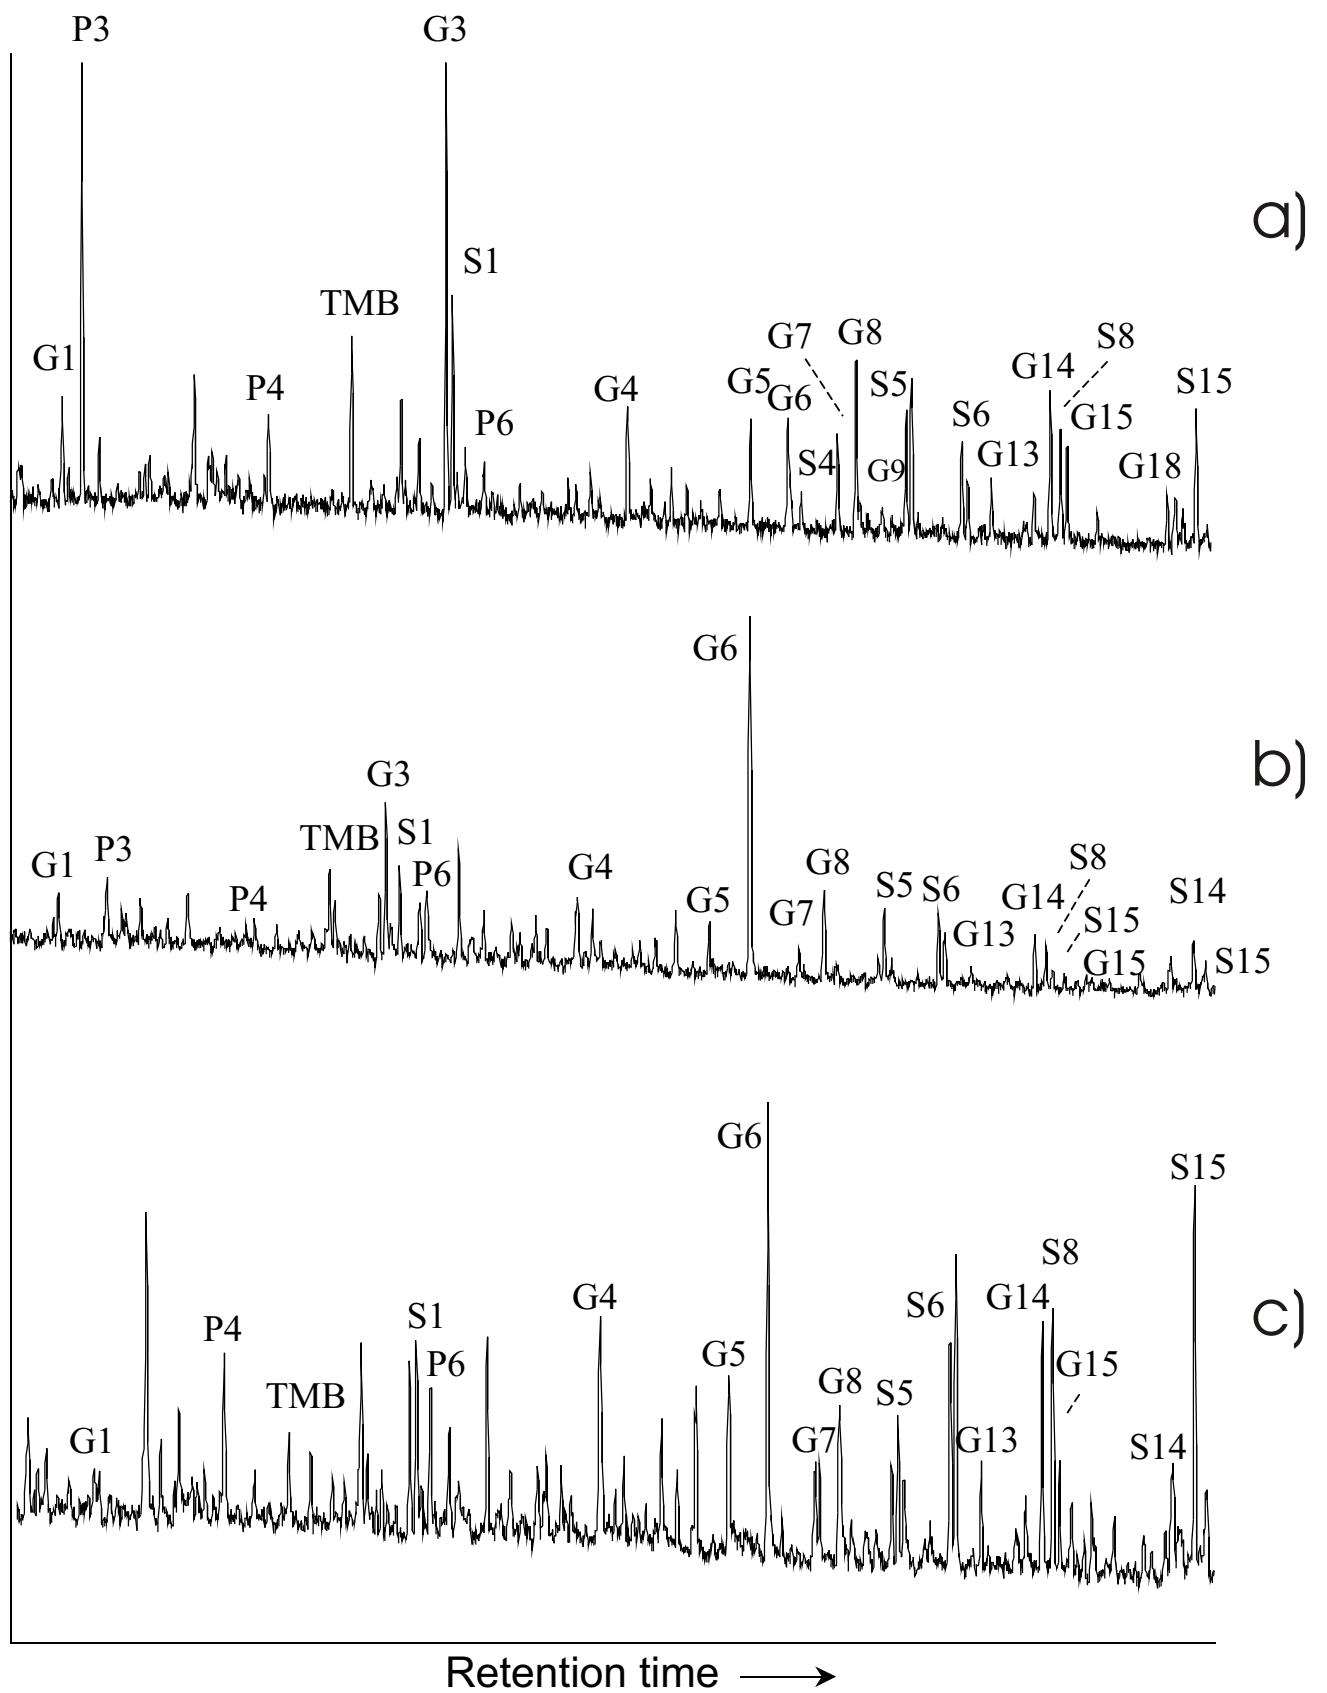 P3 G3
a)
S1
TMB
G7 G8 S8
G1 P4 G4 G5 G6 S5 G14 S15
P6 S6 G15
S4 G9 G13 G18
G6
b)
G3
TMB S1
G1 P3 P6 G4 G8 S8
P4 G5 G7 S5 S6 G14 S14
G13 S15
G15 S15
G6
S15
S8
P4 S1 G4 S6 G14 c)
P6 G5 G15
TMB G8 S5
G1 G7 G13 S14
Retention time